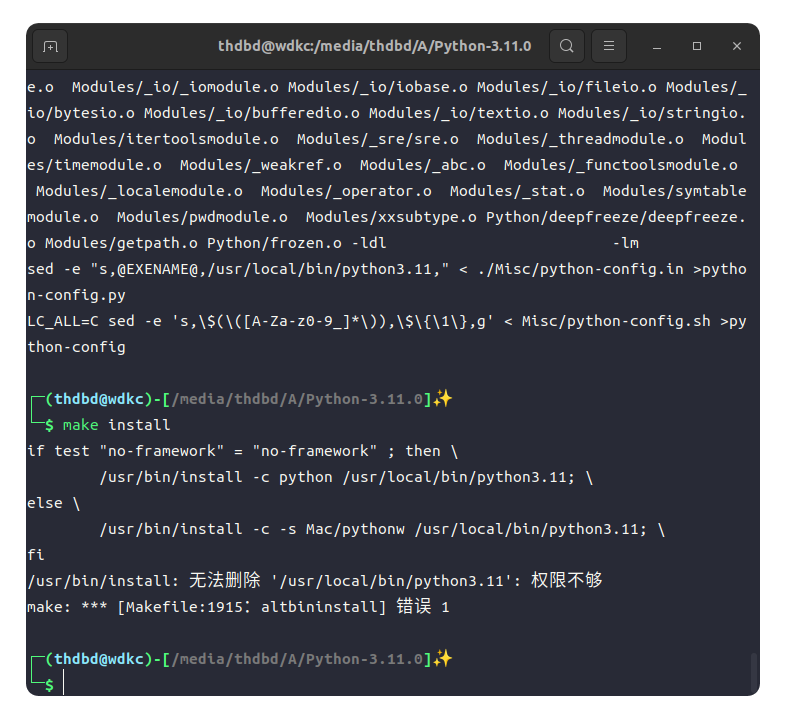 thdbd@wdkc:/media/thdbd/A/Python-3.11.0
e.o  Modules/_io/_iomodule.o Modules/_io/iobase.o Modules/_io/fileio.o Modules/_
io/bytesio.o Modules/_io/bufferedio.o Modules/_io/textio.o Modules/_io/stringio.
o  Modules/itertoolsmodule.o  Modules/_sre/sre.o  Modules/_threadmodule.o  Modul
es/timemodule.o  Modules/_weakref.o  Modules/_abc.o  Modules/_functoolsmodule.o
 Modules/_localemodule.o  Modules/_operator.o  Modules/_stat.o  Modules/symtable
module.o  Modules/pwdmodule.o  Modules/xxsubtype.o Python/deepfreeze/deepfreeze.
o Modules/getpath.o Python/frozen.o -ldl                         -lm
sed -e "s,@EXENAME@,/usr/local/bin/python3.11," < ./Misc/python-config.in >pytho
n-config.py
LC_ALL=C sed -e 's,\$(\([A-Za-z0-9_]*\)),\$\{\1\},g' < Misc/python-config.sh >py
thon-config
┌─(thdbd@wdkc)-[/media/thdbd/A/Python-3.11.0]✨
└─$ make install
if test "no-framework" = "no-framework" ; then \
        /usr/bin/install -c python /usr/local/bin/python3.11; \
else \
        /usr/bin/install -c -s Mac/pythonw /usr/local/bin/python3.11; \
fi
/usr/bin/install: 无法删除 '/usr/local/bin/python3.11': 权限不够
make: *** [Makefile:1915：altbininstall] 错误 1
┌─(thdbd@wdkc)-[/media/thdbd/A/Python-3.11.0]✨
└─$